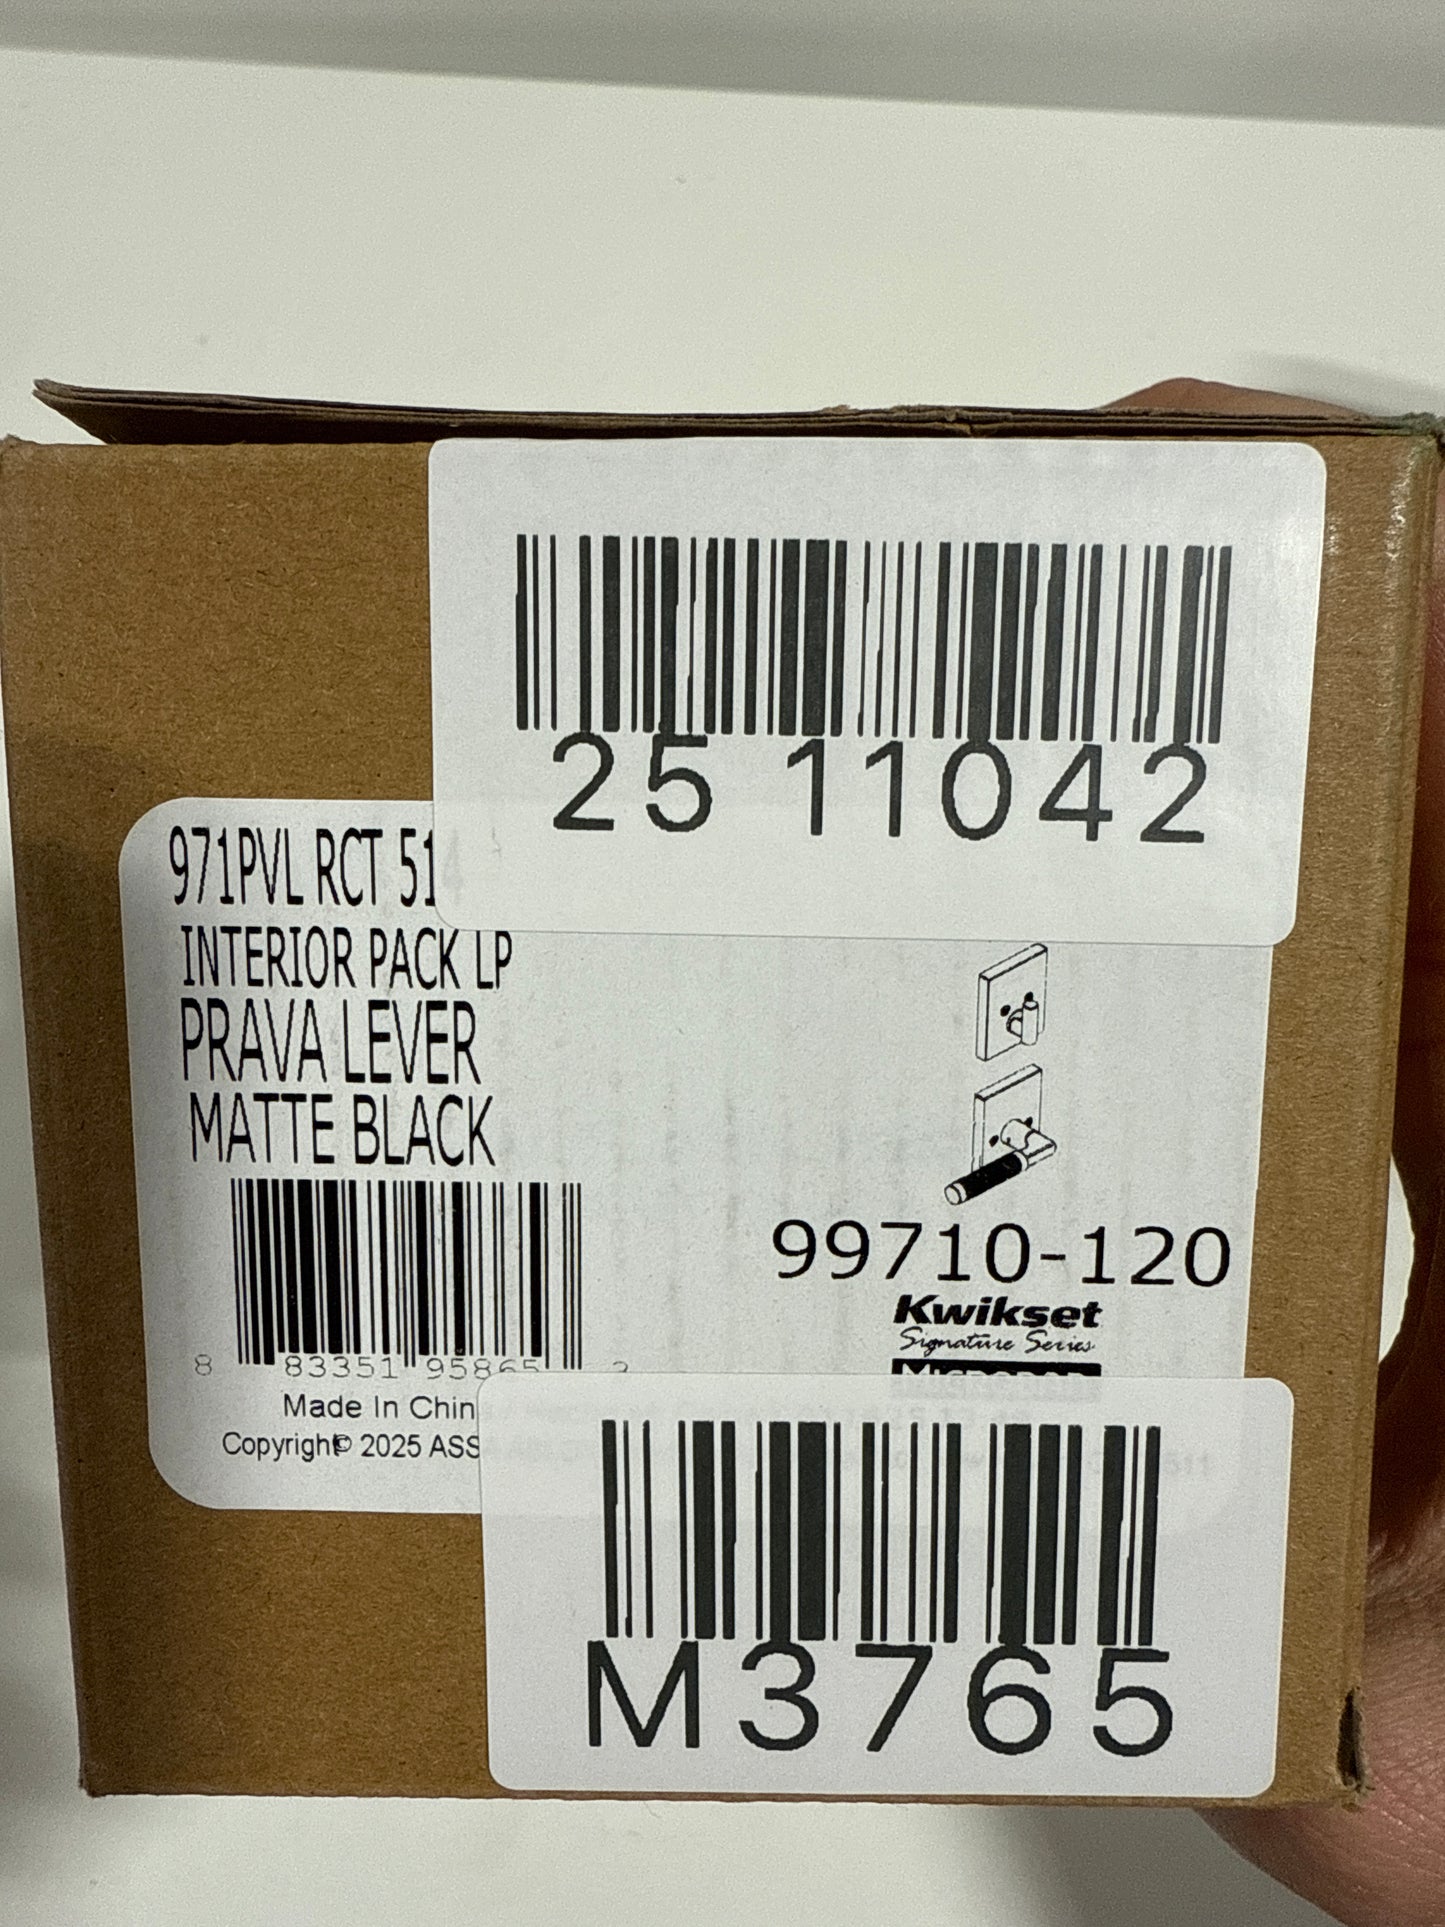 25 11042
971PVL RCT 514
INTERIOR PACK LP
PRAVA LEVER
MATTE BLACK
99710-120
Kwikset
Signature Series
8 83351 95865
Made In Chin
Copyright© 2025 ASS
M3765